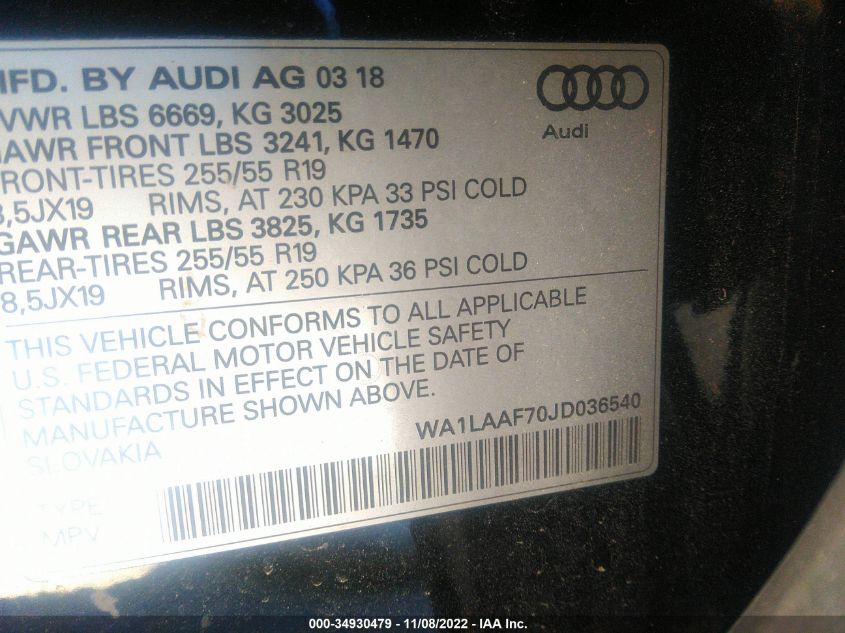 MFD. BY AUDI AG 03 18
VWR LBS 6669, KG 3025
GAWR FRONT LBS 3241, KG 1470
FRONT-TIRES 255/55 R19
8,5JX19 RIMS, AT 230 KPA 33 PSI COLD
GAWR REAR LBS 3825, KG 1735
REAR-TIRES 255/55 R19
8,5JX19 RIMS, AT 250 KPA 36 PSI COLD
Audi
THIS VEHICLE CONFORMS TO ALL APPLICABLE
U.S. FEDERAL MOTOR VEHICLE SAFETY
STANDARDS IN EFFECT ON THE DATE OF
MANUFACTURE SHOWN ABOVE.
SLOVAKIA
WA1LAAF70JD036540
TYPE
MPV
000-34930479 - 11/08/2022 - IAA Inc.